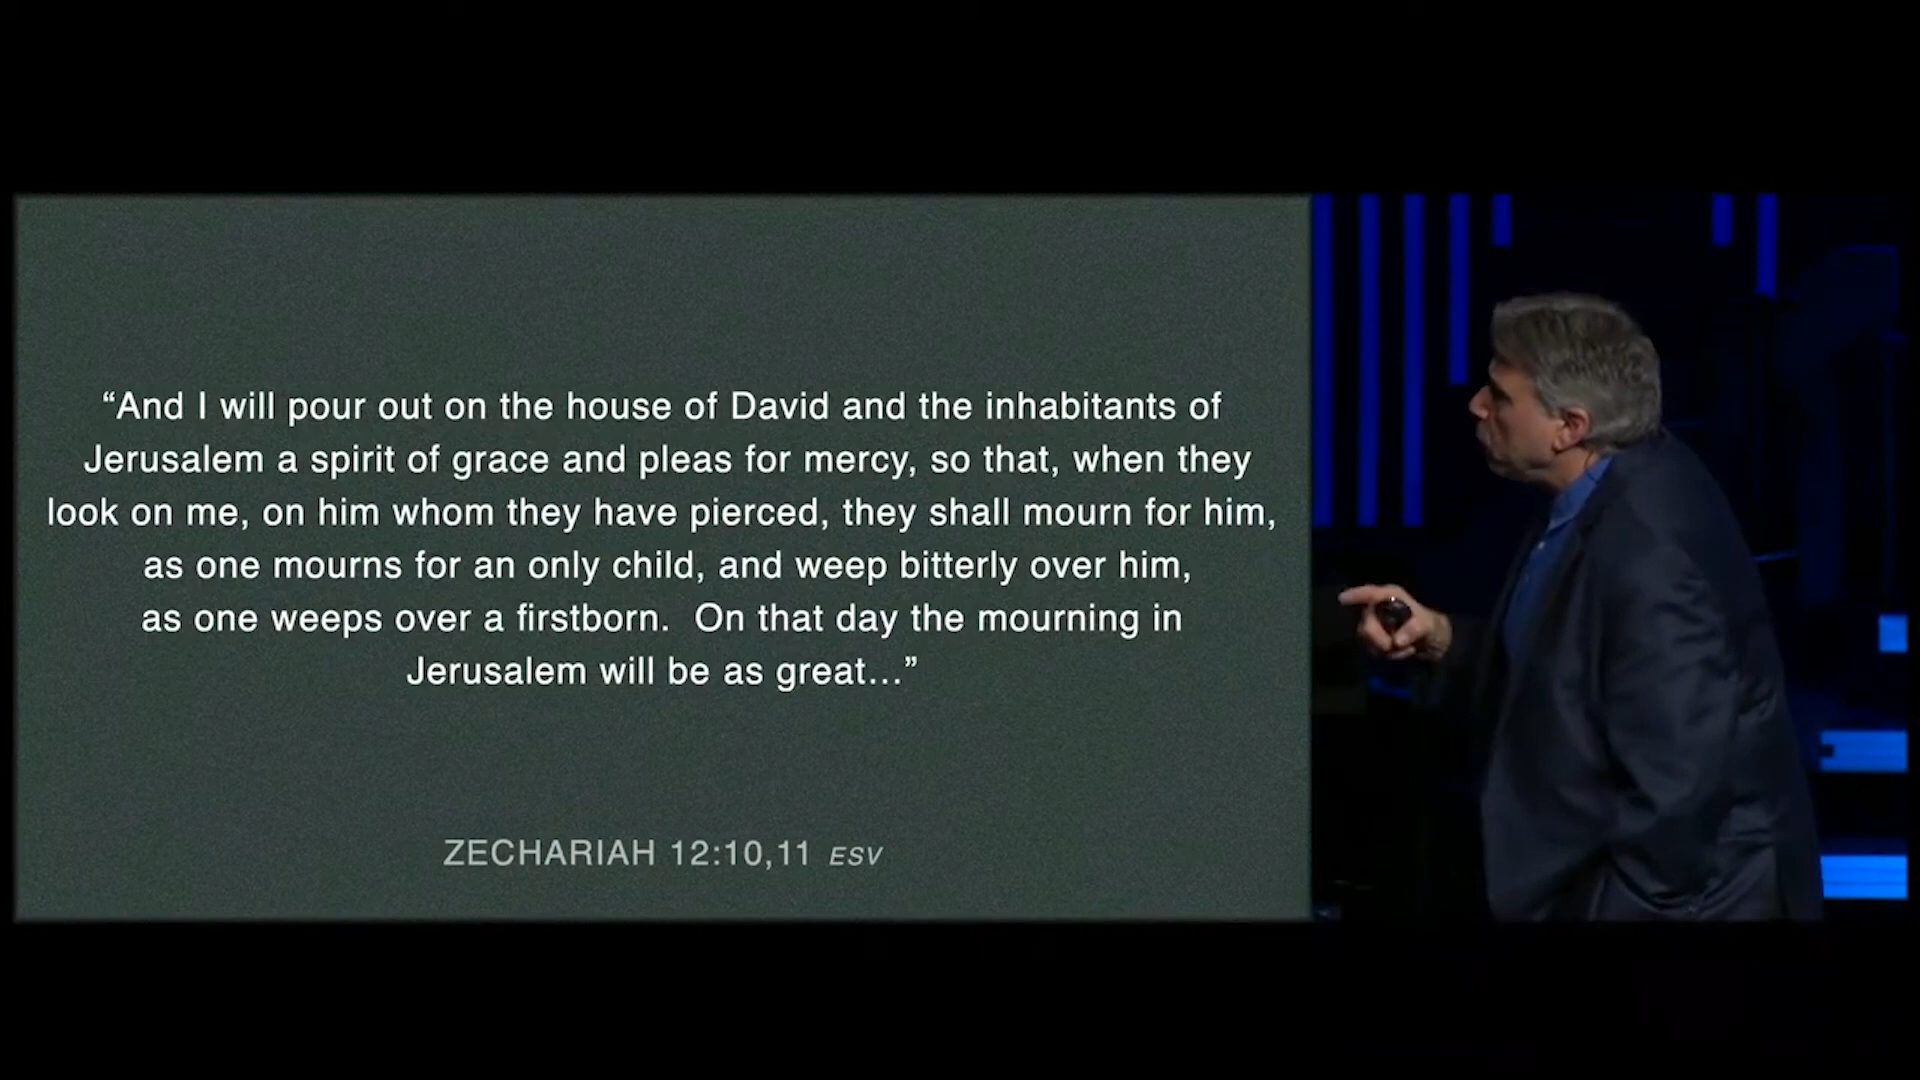 “And I will pour out on the house of David and the inhabitants of
Jerusalem a spirit of grace and pleas for mercy, so that, when they
look on me, on him whom they have pierced, they shall mourn for him,
as one mourns for an only child, and weep bitterly over him,
as one weeps over a firstborn.  On that day the mourning in
Jerusalem will be as great...”
ZECHARIAH 12:10,11 ESV